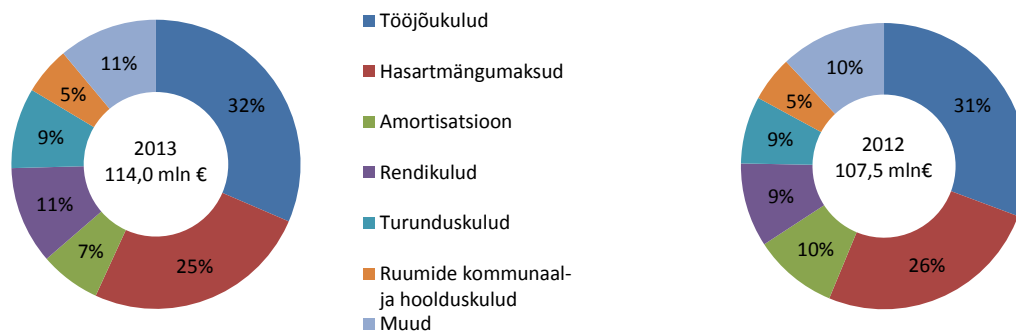 11%
32%
5%
9%
11%
7%
25%
2013
114,0 mln €
Tööjõukulud
Hasartmängumaksud
Amortisatsioon
Rendikulud
Turunduskulud
Ruumide kommunaal-
ja hoolduskulud
Muud
10%
31%
5%
9%
9%
10%
26%
2012
107,5 mln€